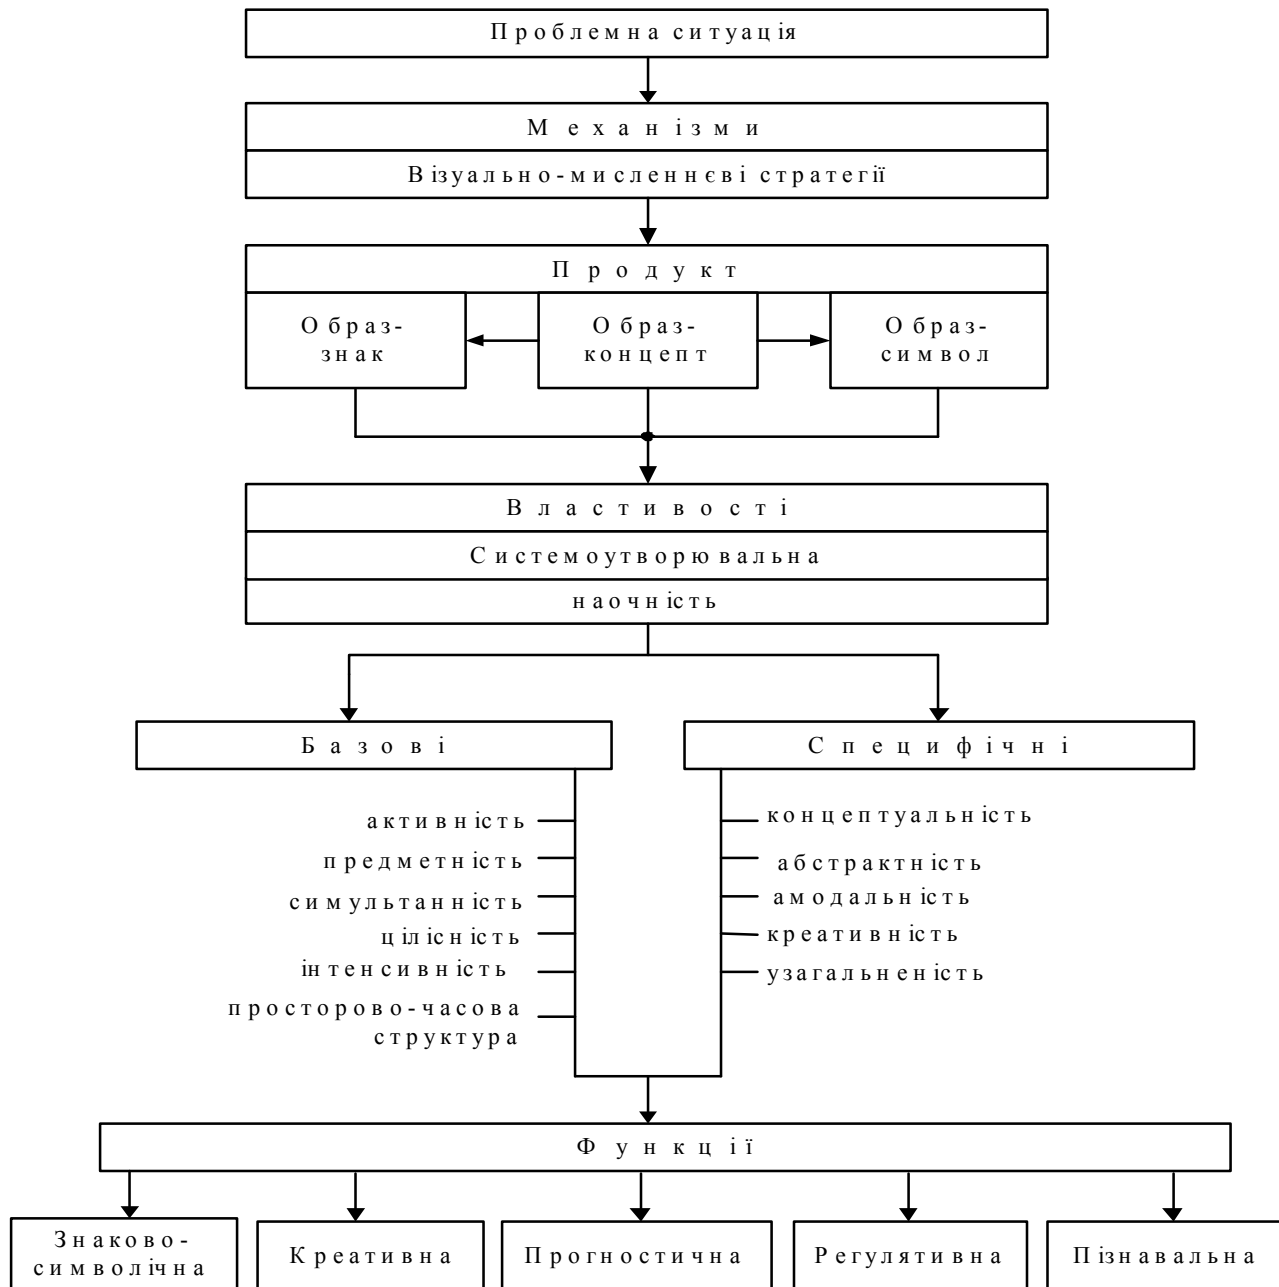 Проблемна ситуація
Механізми
Візуально-мисленнєві стратегії
Продукт
Образ-
знак
Образ-
концепт
Образ-
символ
Властивості
Системоутворювальна
наочність
Базові
Специфічні
активність
предметність
симультанність
цілісність
інтенсивність
просторово-часова
структура
концептуальність
абстрактність
амодальність
креативність
узагальненість
Функції
Знаково-
символічна
Креативна
Прогностична
Регулятивна
Пізнавальна